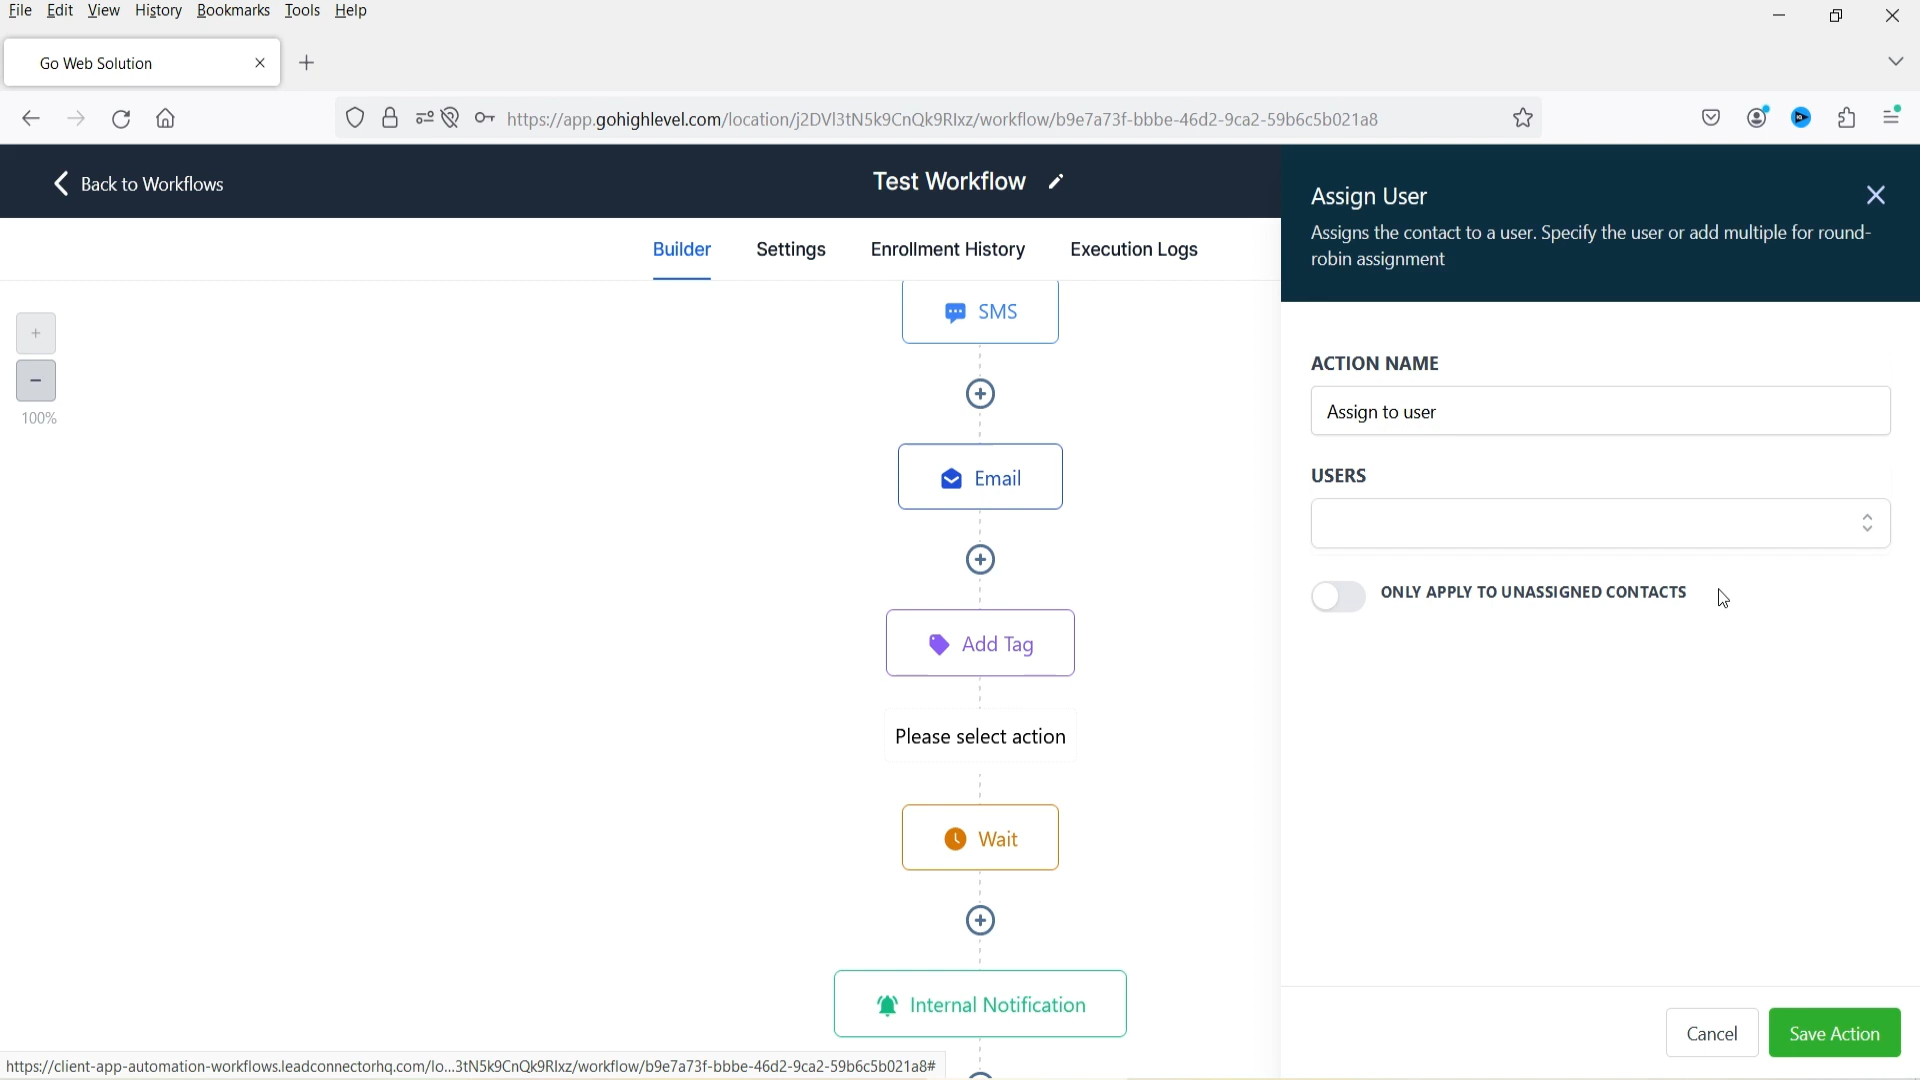 File Edit View History Bookmarks Tools Help
Go Web Solution
https://app.gohighlevel.com/location/j2DVl3tN5k9CnQk9Rlxz/workflow/b9e7a73f-bbbe-46d2-9ca2-59b6c5b021a8
Back to Workflows
Test Workflow
Builder Settings Enrollment History Execution Logs
100%
SMS
Email
Add Tag
Please select action
Wait
Internal Notification
Assign User
Assigns the contact to a user. Specify the user or add multiple for round-
robin assignment
ACTION NAME
Assign to user
USERS
ONLY APPLY TO UNASSIGNED CONTACTS
Cancel Save Action
https://client-app-automation-workflows.leadconnectorhq.com/lo...3tN5k9CnQk9Rlxz/workflow/b9e7a73f-bbbe-46d2-9ca2-59b6c5b021a8#